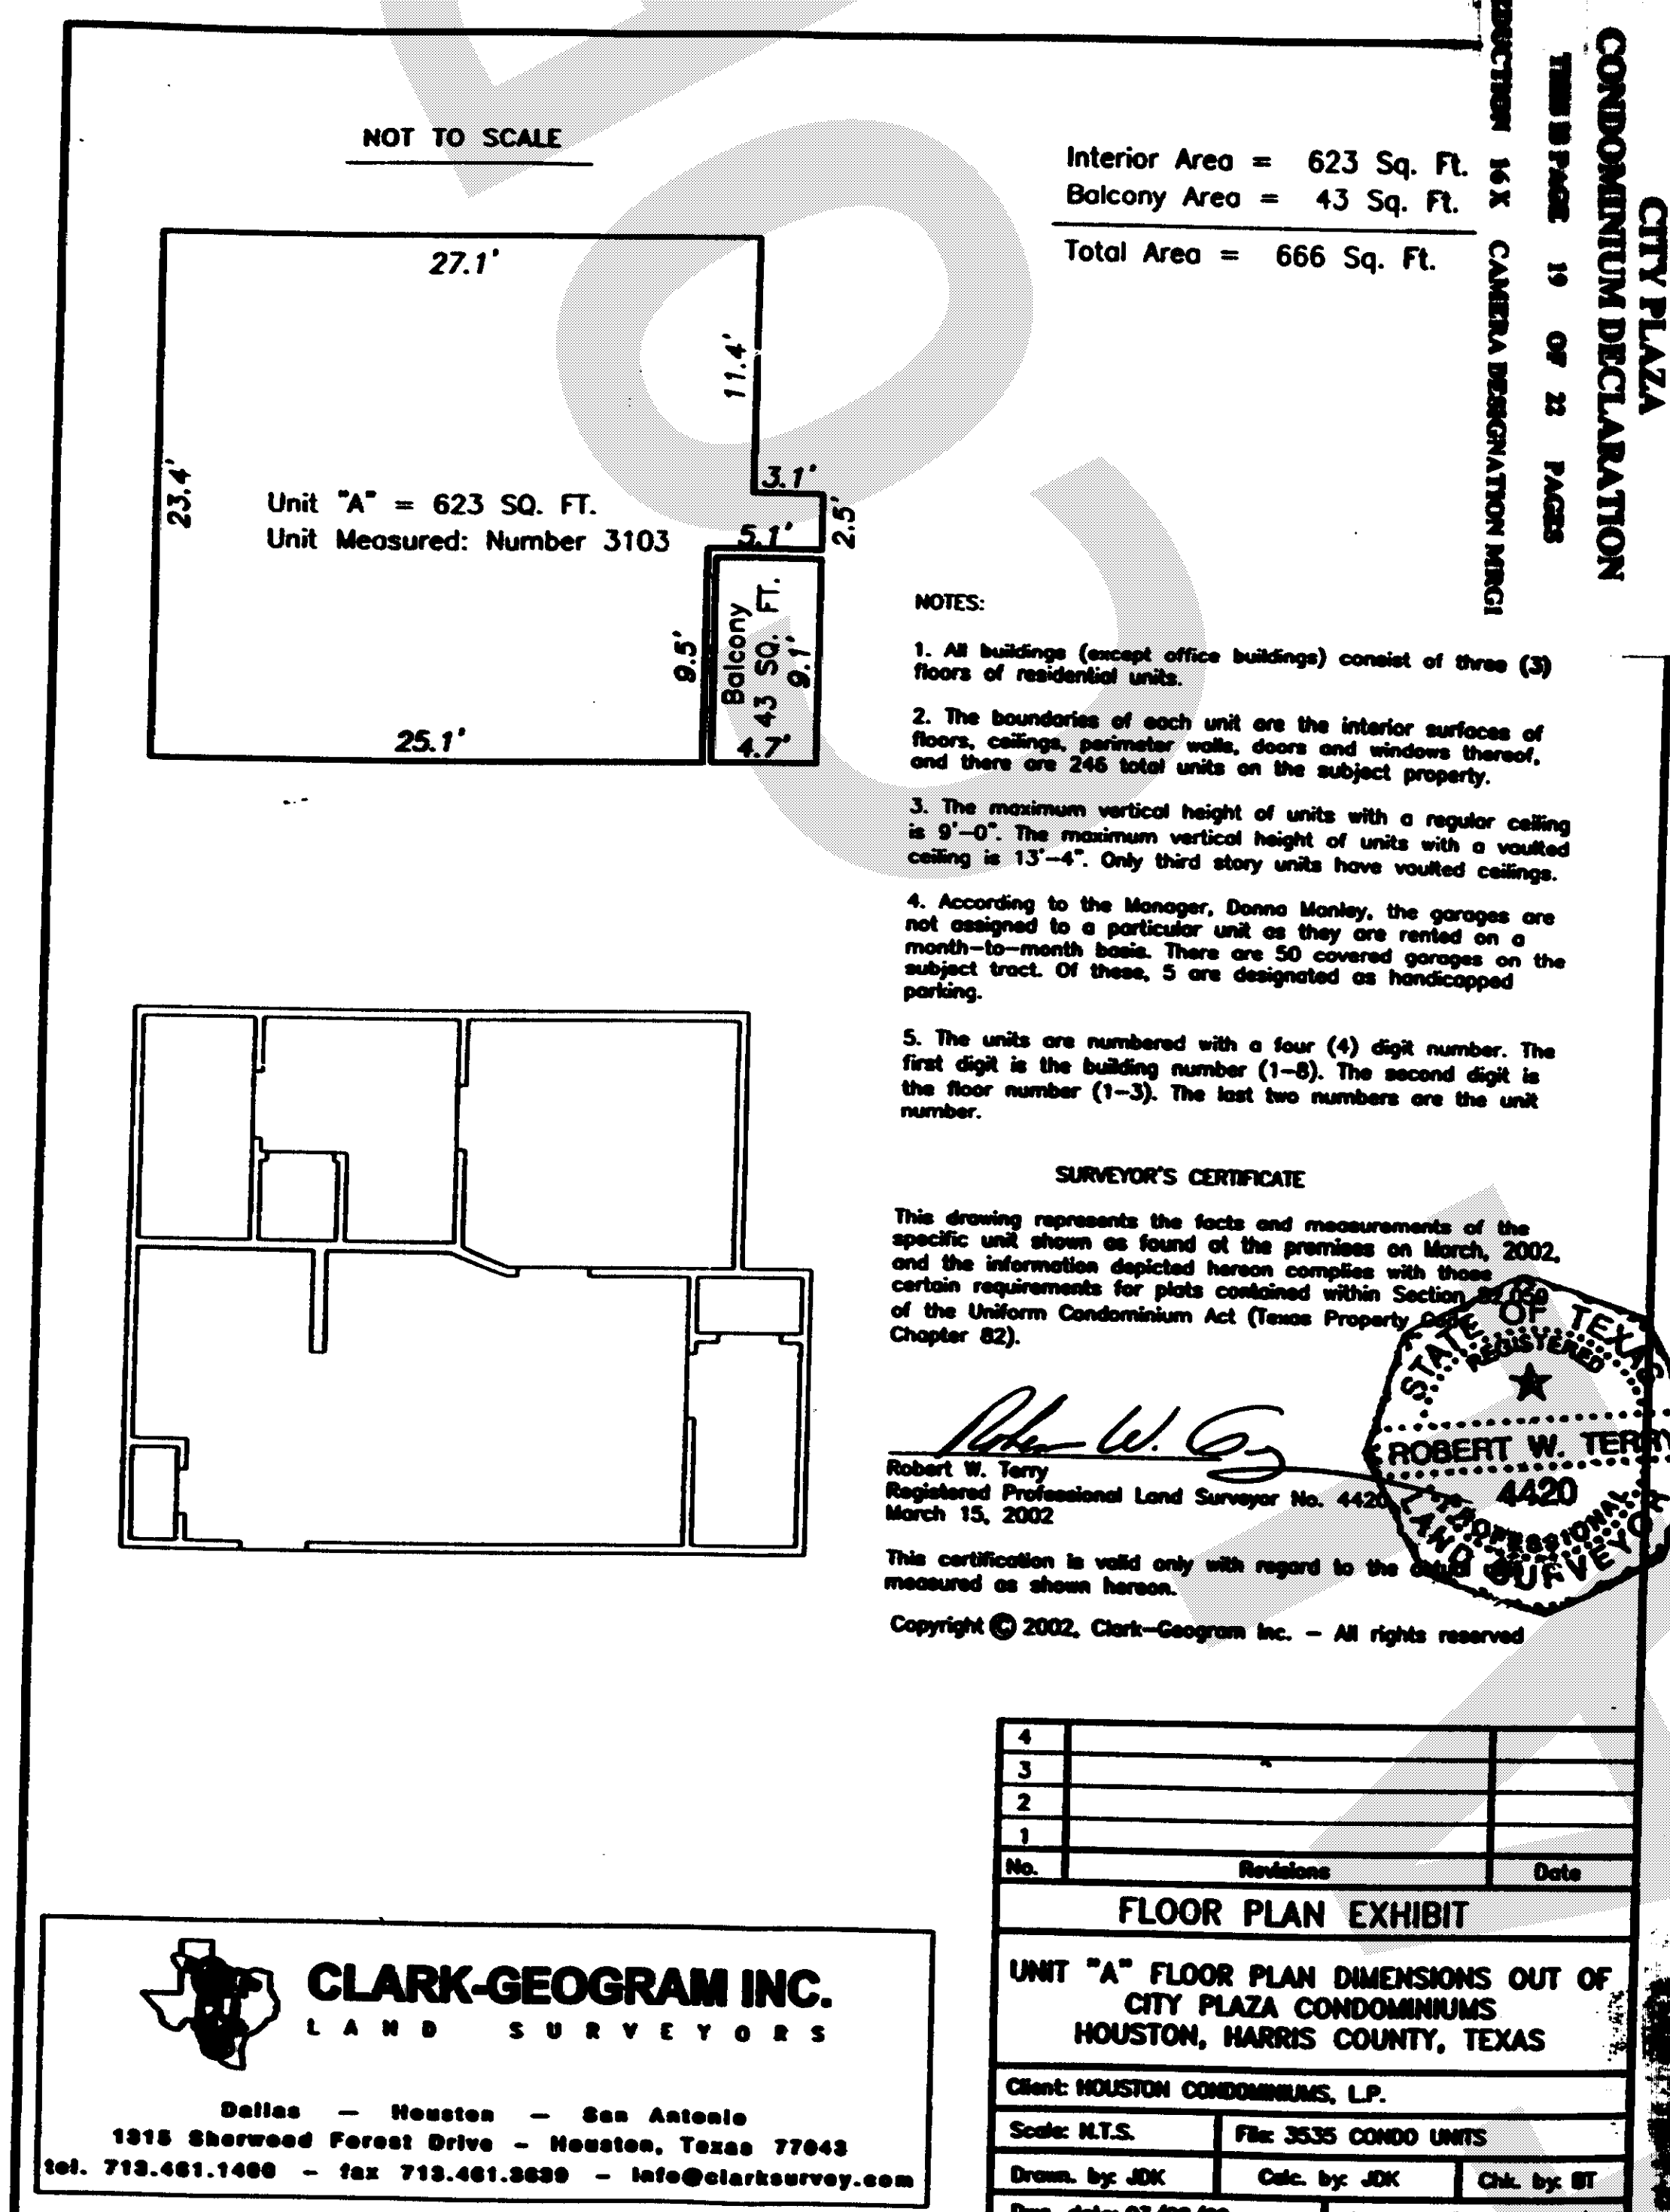 CITY PLAZA
CONDOMINIUM DECLARATION
THIS IS PAGE 19 OF 22 PAGES
REDUCTION 16X CAMERA DESIGNATION MRG1
NOT TO SCALE
Interior Area = 623 Sq. Ft.
Balcony Area = 43 Sq. Ft.
Total Area = 666 Sq. Ft.
27.1'
11.4'
23.4'
3.1'
2.5'
Unit "A" = 623 SQ. FT.
Unit Measured: Number 3103
5.1'
9.5'
Balcony
43 SQ. FT.
9.1'
4.7'
25.1'
NOTES:
1. All buildings (except office buildings) consist of three (3)
floors of residential units.
2. The boundaries of each unit are the interior surfaces of
floors, ceilings, perimeter walls, doors and windows thereof,
and there are 246 total units on the subject property.
3. The maximum vertical height of units with a regular ceiling
is 9'-0". The maximum vertical height of units with a vaulted
ceiling is 13'-4". Only third story units have vaulted ceilings.
4. According to the Manager, Donna Manley, the garages are
not assigned to a particular unit as they are rented on a
month-to-month basis. There are 50 covered garages on the
subject tract. Of these, 5 are designated as handicapped
parking.
5. The units are numbered with a four (4) digit number. The
first digit is the building number (1-8). The second digit is
the floor number (1-3). The last two numbers are the unit
number.
SURVEYOR'S CERTIFICATE
This drawing represents the facts and measurements of the
specific unit shown as found at the premises on March, 2002,
and the information depicted hereon complies with those
certain requirements for plats contained within Section 82.059
of the Uniform Condominium Act (Texas Property Code
Chapter 82).
STATE OF TEXAS
REGISTERED
ROBERT W. TERRY
4420
PROFESSIONAL
LAND SURVEYOR
Robert W. Terry
Registered Professional Land Surveyor No. 4420
March 15, 2002
This certification is valid only with regard to the actual unit
measured as shown hereon.
Copyright © 2002, Clark-Geogram Inc. – All rights reserved
4
3
2
1
No. Revisions Date
FLOOR PLAN EXHIBIT
UNIT "A" FLOOR PLAN DIMENSIONS OUT OF
CITY PLAZA CONDOMINIUMS
HOUSTON, HARRIS COUNTY, TEXAS
Client: HOUSTON CONDOMINIUMS, L.P.
Scale: N.T.S. File: 3535 CONDO UNITS
Drawn. by: JDK Calc. by: JDK Chk. by: BT
CLARK-GEOGRAM INC.
LAND SURVEYORS
Dallas – Houston – San Antonio
1315 Sherwood Forest Drive – Houston, Texas 77043
tel. 713.461.1400 – fax 713.461.3639 – info@clarksurvey.com